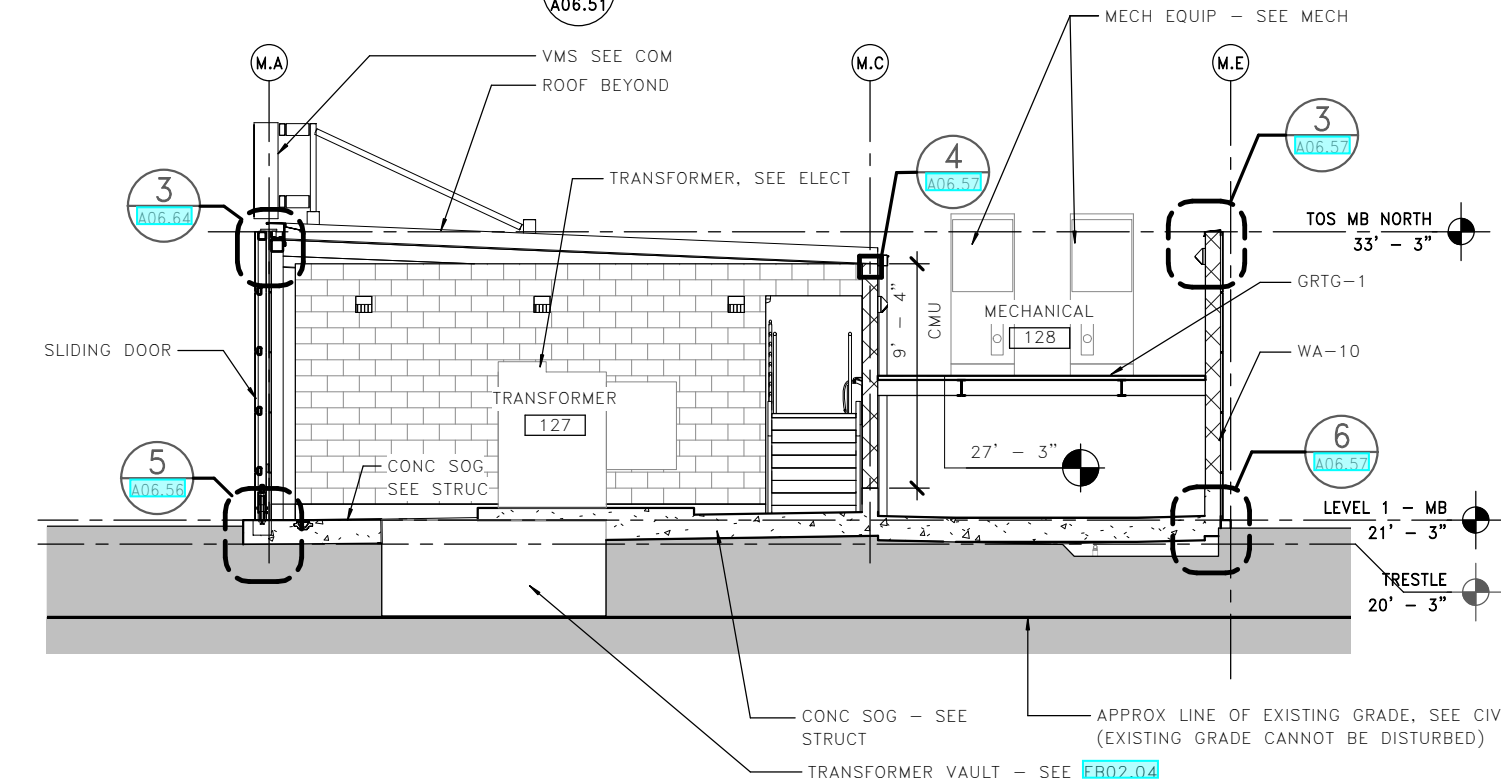 A06.51
MECH EQUIP – SEE MECH
VMS SEE COM
ROOF BEYOND
M.A
M.C
M.E
3
A06.57
4
A06.57
TRANSFORMER, SEE ELECT
3
A06.64
TOS MB NORTH
33' – 3"
GRTG-1
MECHANICAL
128
9' – 4"
CMU
SLIDING DOOR
WA-10
TRANSFORMER
127
27' – 3"
6
A06.57
5
A06.56
CONC SOG
SEE STRUC
LEVEL 1 – MB
21' – 3"
TRESTLE
20' – 3"
CONC SOG – SEE
STRUCT
APPROX LINE OF EXISTING GRADE, SEE CIV
(EXISTING GRADE CANNOT BE DISTURBED)
TRANSFORMER VAULT – SEE EB02.04